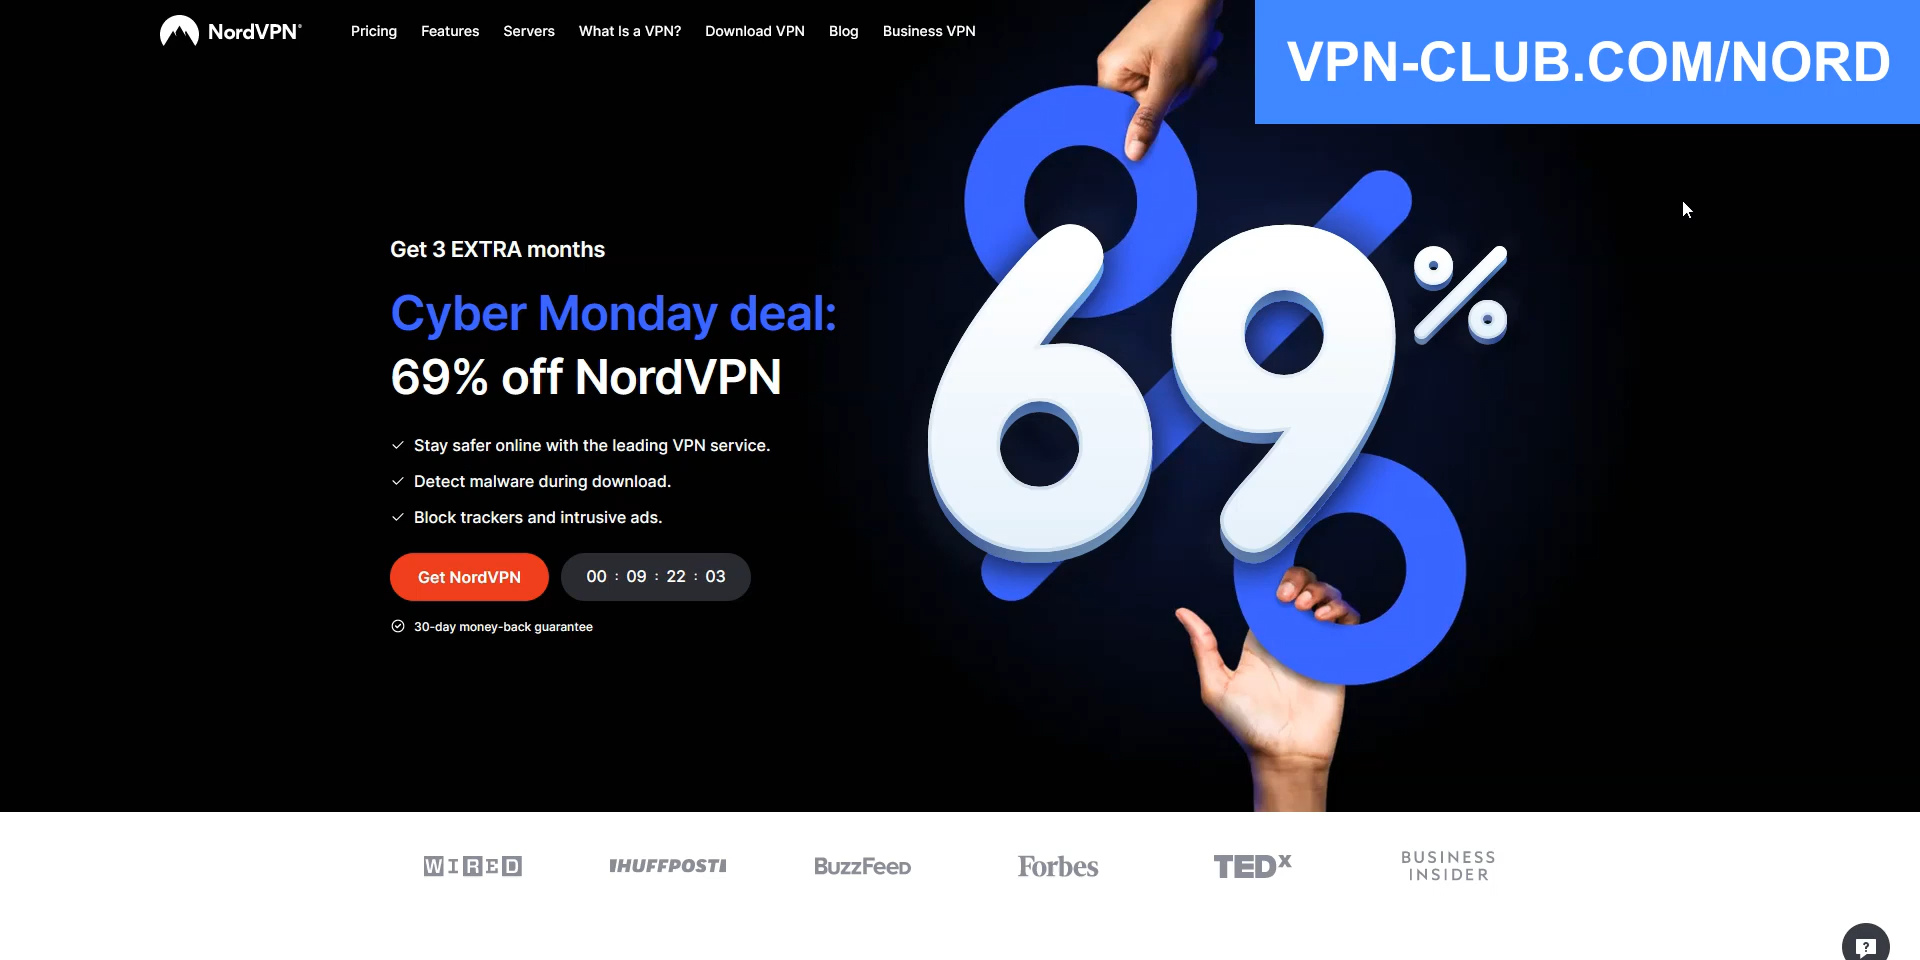 NordVPN®
Pricing
Features
Servers
What Is a VPN?
Download VPN
Blog
Business VPN
VPN-CLUB.COM/NORD
Get 3 EXTRA months
Cyber Monday deal:
69% off NordVPN
Stay safer online with the leading VPN service.
Detect malware during download.
Block trackers and intrusive ads.
Get NordVPN
00 : 09 : 22 : 03
30-day money-back guarantee
69%
WIRED
HUFFPOST
BuzzFeed
Forbes
TEDx
BUSINESS
INSIDER
?